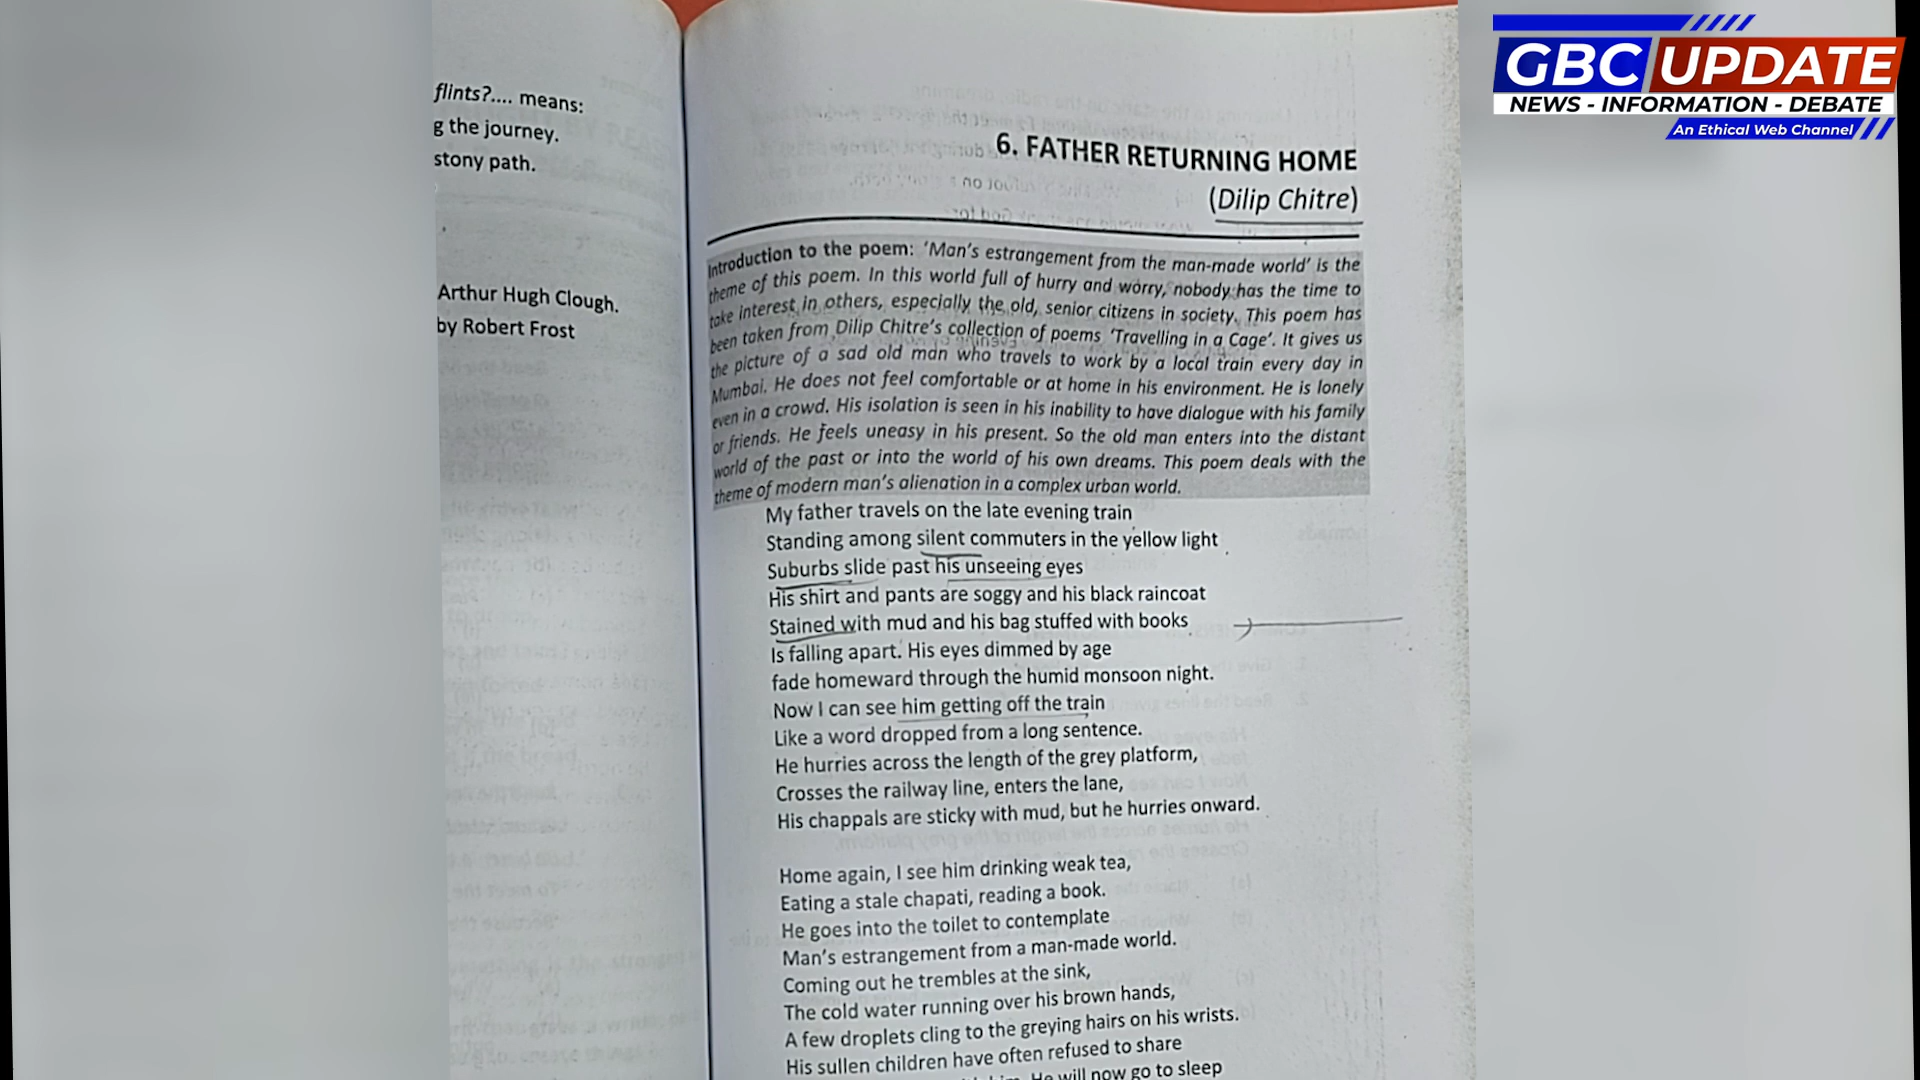 GBC UPDATE
NEWS - INFORMATION - DEBATE
An Ethical Web Channel
flints?.... means:
g the journey.
stony path.
Arthur Hugh Clough.
by Robert Frost
6. FATHER RETURNING HOME
(Dilip Chitre)
Introduction to the poem: ‘Man’s estrangement from the man-made world’ is the
theme of this poem. In this world full of hurry and worry, nobody has the time to
take interest in others, especially the old, senior citizens in society. This poem has
been taken from Dilip Chitre’s collection of poems ‘Travelling in a Cage’. It gives us
the picture of a sad old man who travels to work by a local train every day in
Mumbai. He does not feel comfortable or at home in his environment. He is lonely
even in a crowd. His isolation is seen in his inability to have dialogue with his family
or friends. He feels uneasy in his present. So the old man enters into the distant
world of the past or into the world of his own dreams. This poem deals with the
theme of modern man’s alienation in a complex urban world.
My father travels on the late evening train
Standing among silent commuters in the yellow light
Suburbs slide past his unseeing eyes
His shirt and pants are soggy and his black raincoat
Stained with mud and his bag stuffed with books
Is falling apart. His eyes dimmed by age
fade homeward through the humid monsoon night.
Now I can see him getting off the train
Like a word dropped from a long sentence.
He hurries across the length of the grey platform,
Crosses the railway line, enters the lane,
His chappals are sticky with mud, but he hurries onward.
Home again, I see him drinking weak tea,
Eating a stale chapati, reading a book.
He goes into the toilet to contemplate
Man’s estrangement from a man-made world.
Coming out he trembles at the sink,
The cold water running over his brown hands,
A few droplets cling to the greying hairs on his wrists.
His sullen children have often refused to share
He will now go to sleep